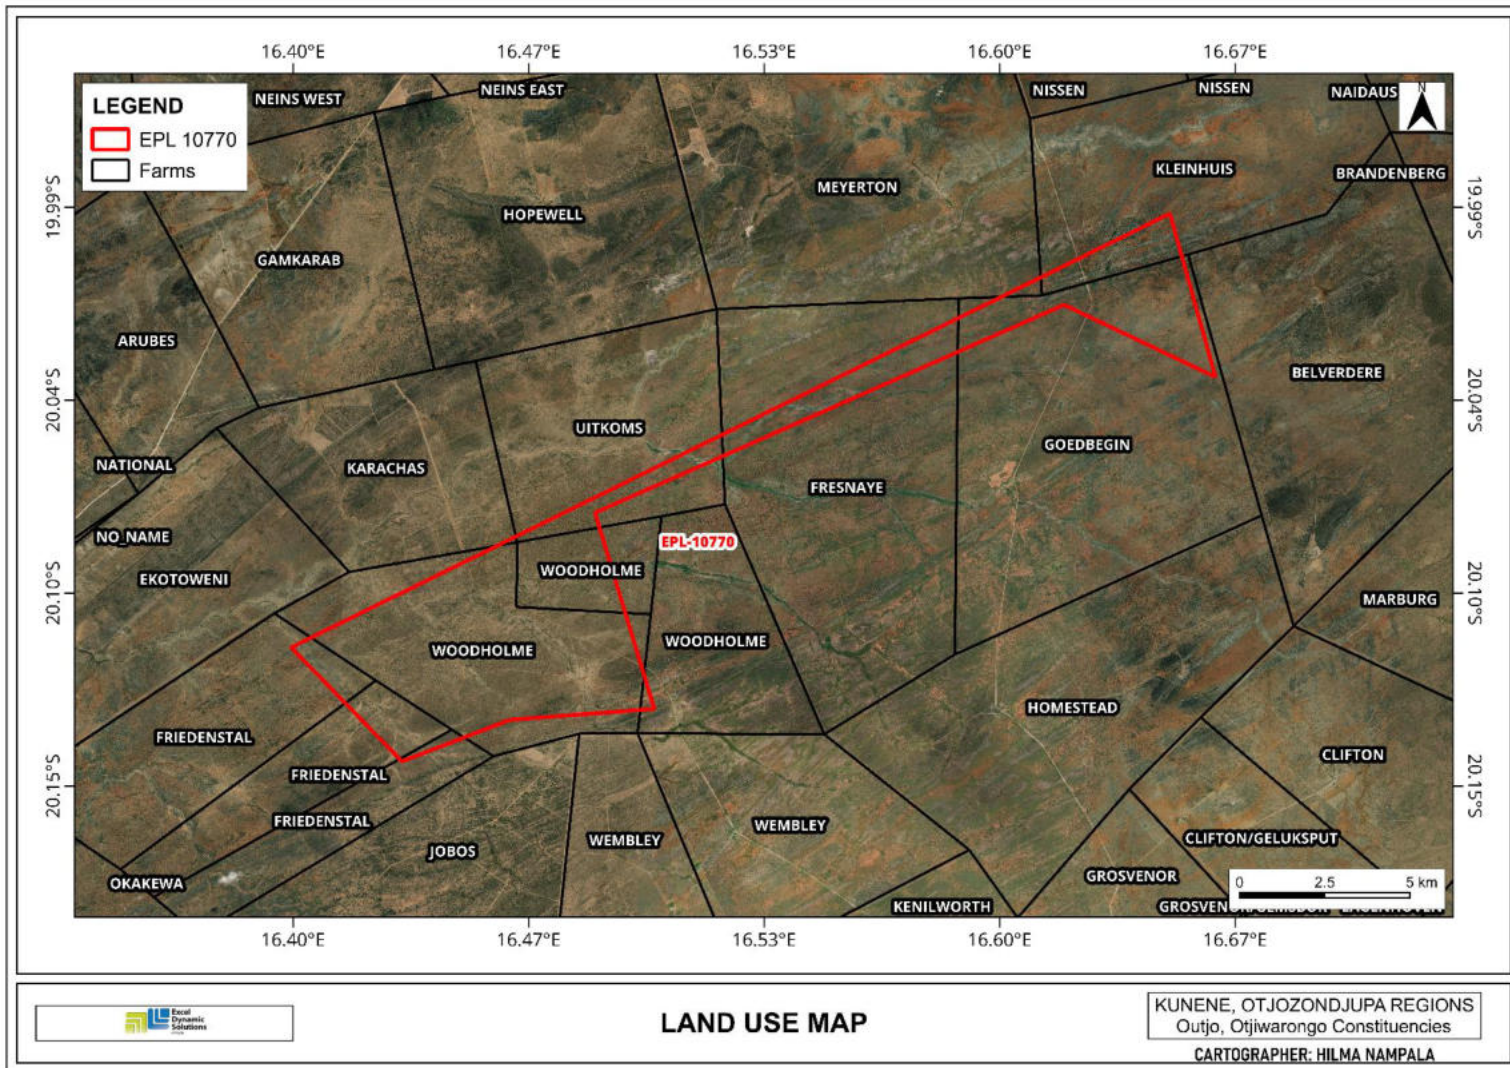 16.40°E
16.47°E
16.53°E
16.60°E
16.67°E
LEGEND
EPL 10770
Farms
N
NEINS WEST
NEINS EAST
NISSEN
NISSEN
NAIDAUS
KLEINHUIS
BRANDENBERG
MEYERTON
HOPEWELL
GAMKARAB
ARUBES
19.99°S
19.99°S
BELVERDERE
20.04°S
20.04°S
UITKOMS
GOEDBEGIN
NATIONAL
KARACHAS
FRESNAYE
NO_NAME
EPL-10770
EKOTOWENI
WOODHOLME
20.10°S
20.10°S
MARBURG
WOODHOLME
WOODHOLME
HOMESTEAD
FRIEDENSTAL
CLIFTON
FRIEDENSTAL
20.15°S
20.15°S
FRIEDENSTAL
WEMBLEY
WEMBLEY
CLIFTON/GELUKSPUT
JOBOS
GROSVENOR
OKAKEWA
KENILWORTH
0 2.5 5 km
16.40°E
16.47°E
16.53°E
16.60°E
16.67°E
Excel
Dynamic
Solutions
LAND USE MAP
KUNENE, OTJOZONDJUPA REGIONS
Outjo, Otjiwarongo Constituencies
CARTOGRAPHER: HILMA NAMPALA